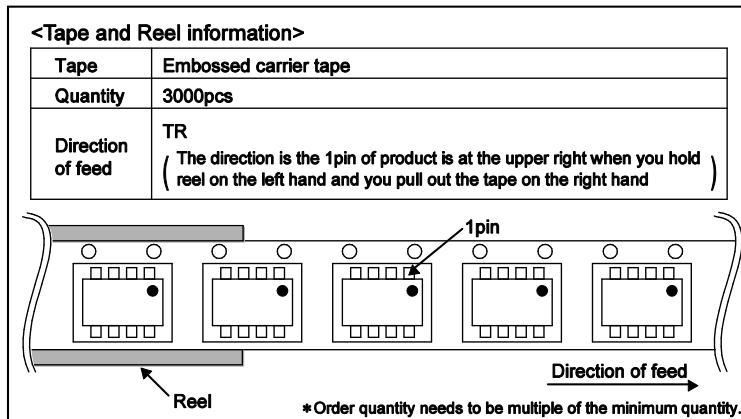 <Tape and Reel information>
Tape Embossed carrier tape
Quantity 3000pcs
Direction of feed TR
( The direction is the 1pin of product is at the upper right when you hold
reel on the left hand and you pull out the tape on the right hand )
1pin
Direction of feed
Reel
*Order quantity needs to be multiple of the minimum quantity.